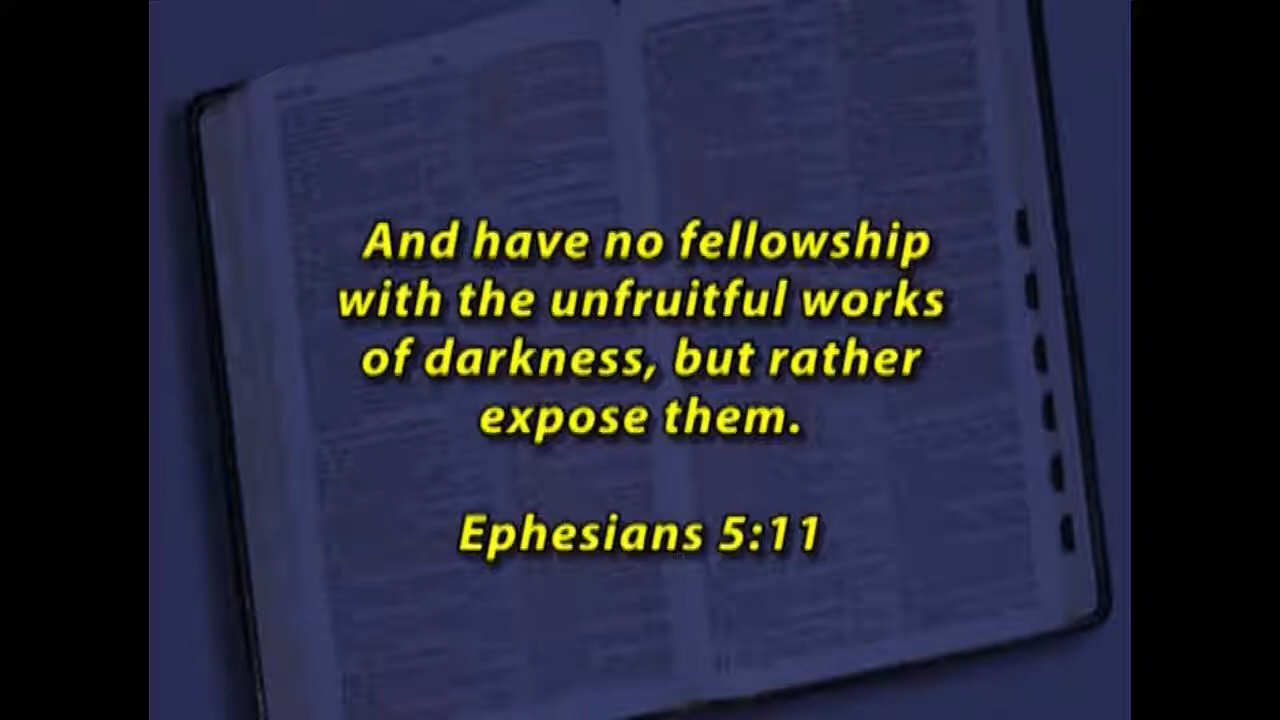 And have no fellowship
with the unfruitful works
of darkness, but rather
expose them.
Ephesians 5:11